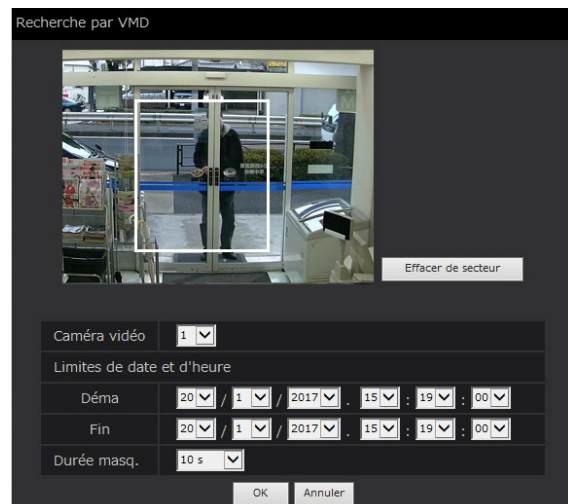 Recherche par VMD
Effacer de secteur
Caméra vidéo 1
Limites de date et d'heure
Déma 20 / 1 / 2017 . 15 : 19 : 00
Fin 20 / 1 / 2017 . 15 : 19 : 00
Durée masq. 10 s
OK Annuler